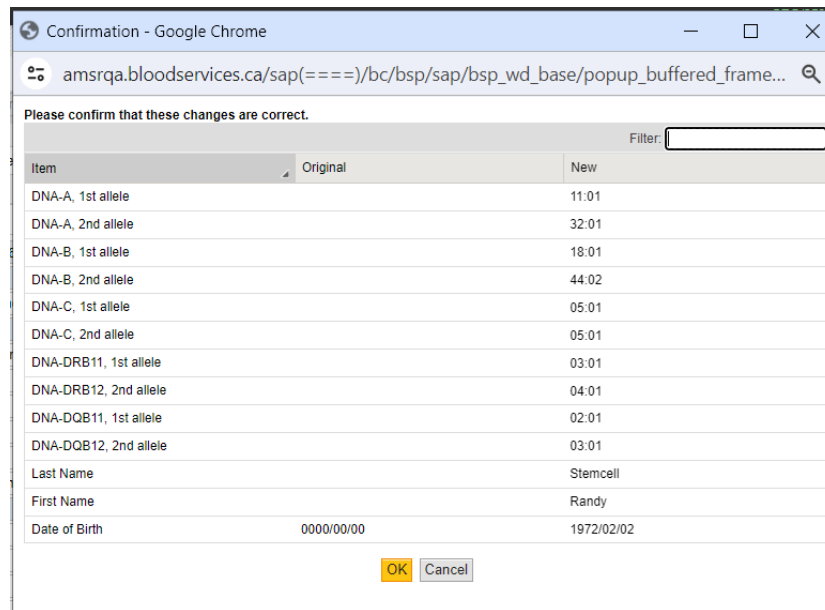 Confirmation - Google Chrome
amsrqa.bloodservices.ca/sap(====)/bc/bsp/sap/bsp_wd_base/popup_buffered_frame...
Please confirm that these changes are correct.
Filter:
Item Original New
DNA-A, 1st allele 11:01
DNA-A, 2nd allele 32:01
DNA-B, 1st allele 18:01
DNA-B, 2nd allele 44:02
DNA-C, 1st allele 05:01
DNA-C, 2nd allele 05:01
DNA-DRB11, 1st allele 03:01
DNA-DRB12, 2nd allele 04:01
DNA-DQB11, 1st allele 02:01
DNA-DQB12, 2nd allele 03:01
Last Name Stemcell
First Name Randy
Date of Birth 0000/00/00 1972/02/02
OK Cancel